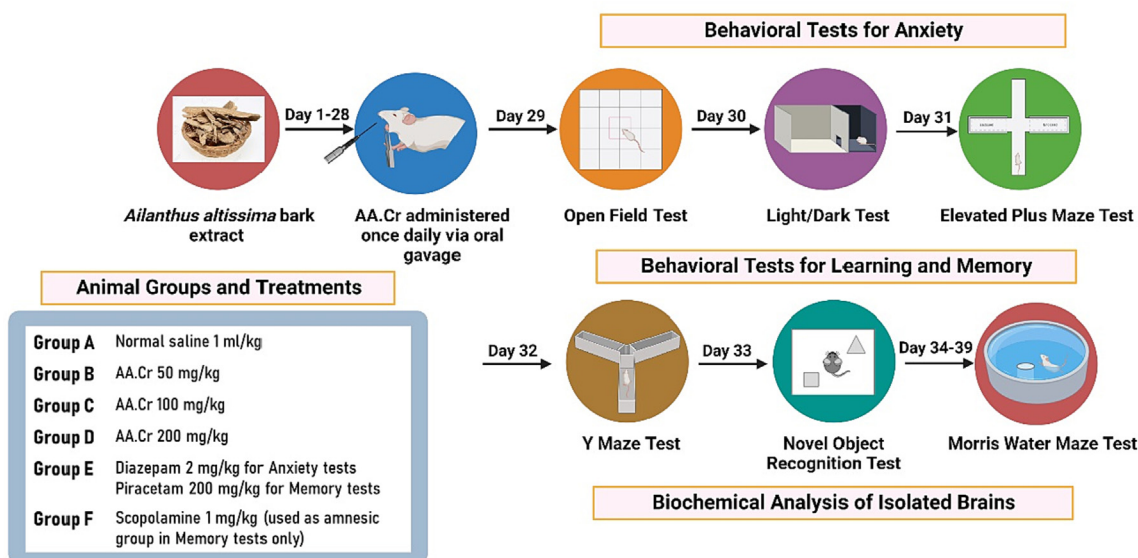 Behavioral Tests for Anxiety
Day 1-28
Day 29
Day 30
Day 31
Ailanthus altissima bark
extract
AA.Cr administered
once daily via oral
gavage
Open Field Test
Light/Dark Test
Elevated Plus Maze Test
Animal Groups and Treatments
Group A Normal saline 1 ml/kg
Group B AA.Cr 50 mg/kg
Group C AA.Cr 100 mg/kg
Group D AA.Cr 200 mg/kg
Group E Diazepam 2 mg/kg for Anxiety tests
Piracetam 200 mg/kg for Memory tests
Group F Scopolamine 1 mg/kg (used as amnesic
group in Memory tests only)
Behavioral Tests for Learning and Memory
Day 32
Day 33
Day 34-39
Y Maze Test
Novel Object
Recognition Test
Morris Water Maze Test
Biochemical Analysis of Isolated Brains